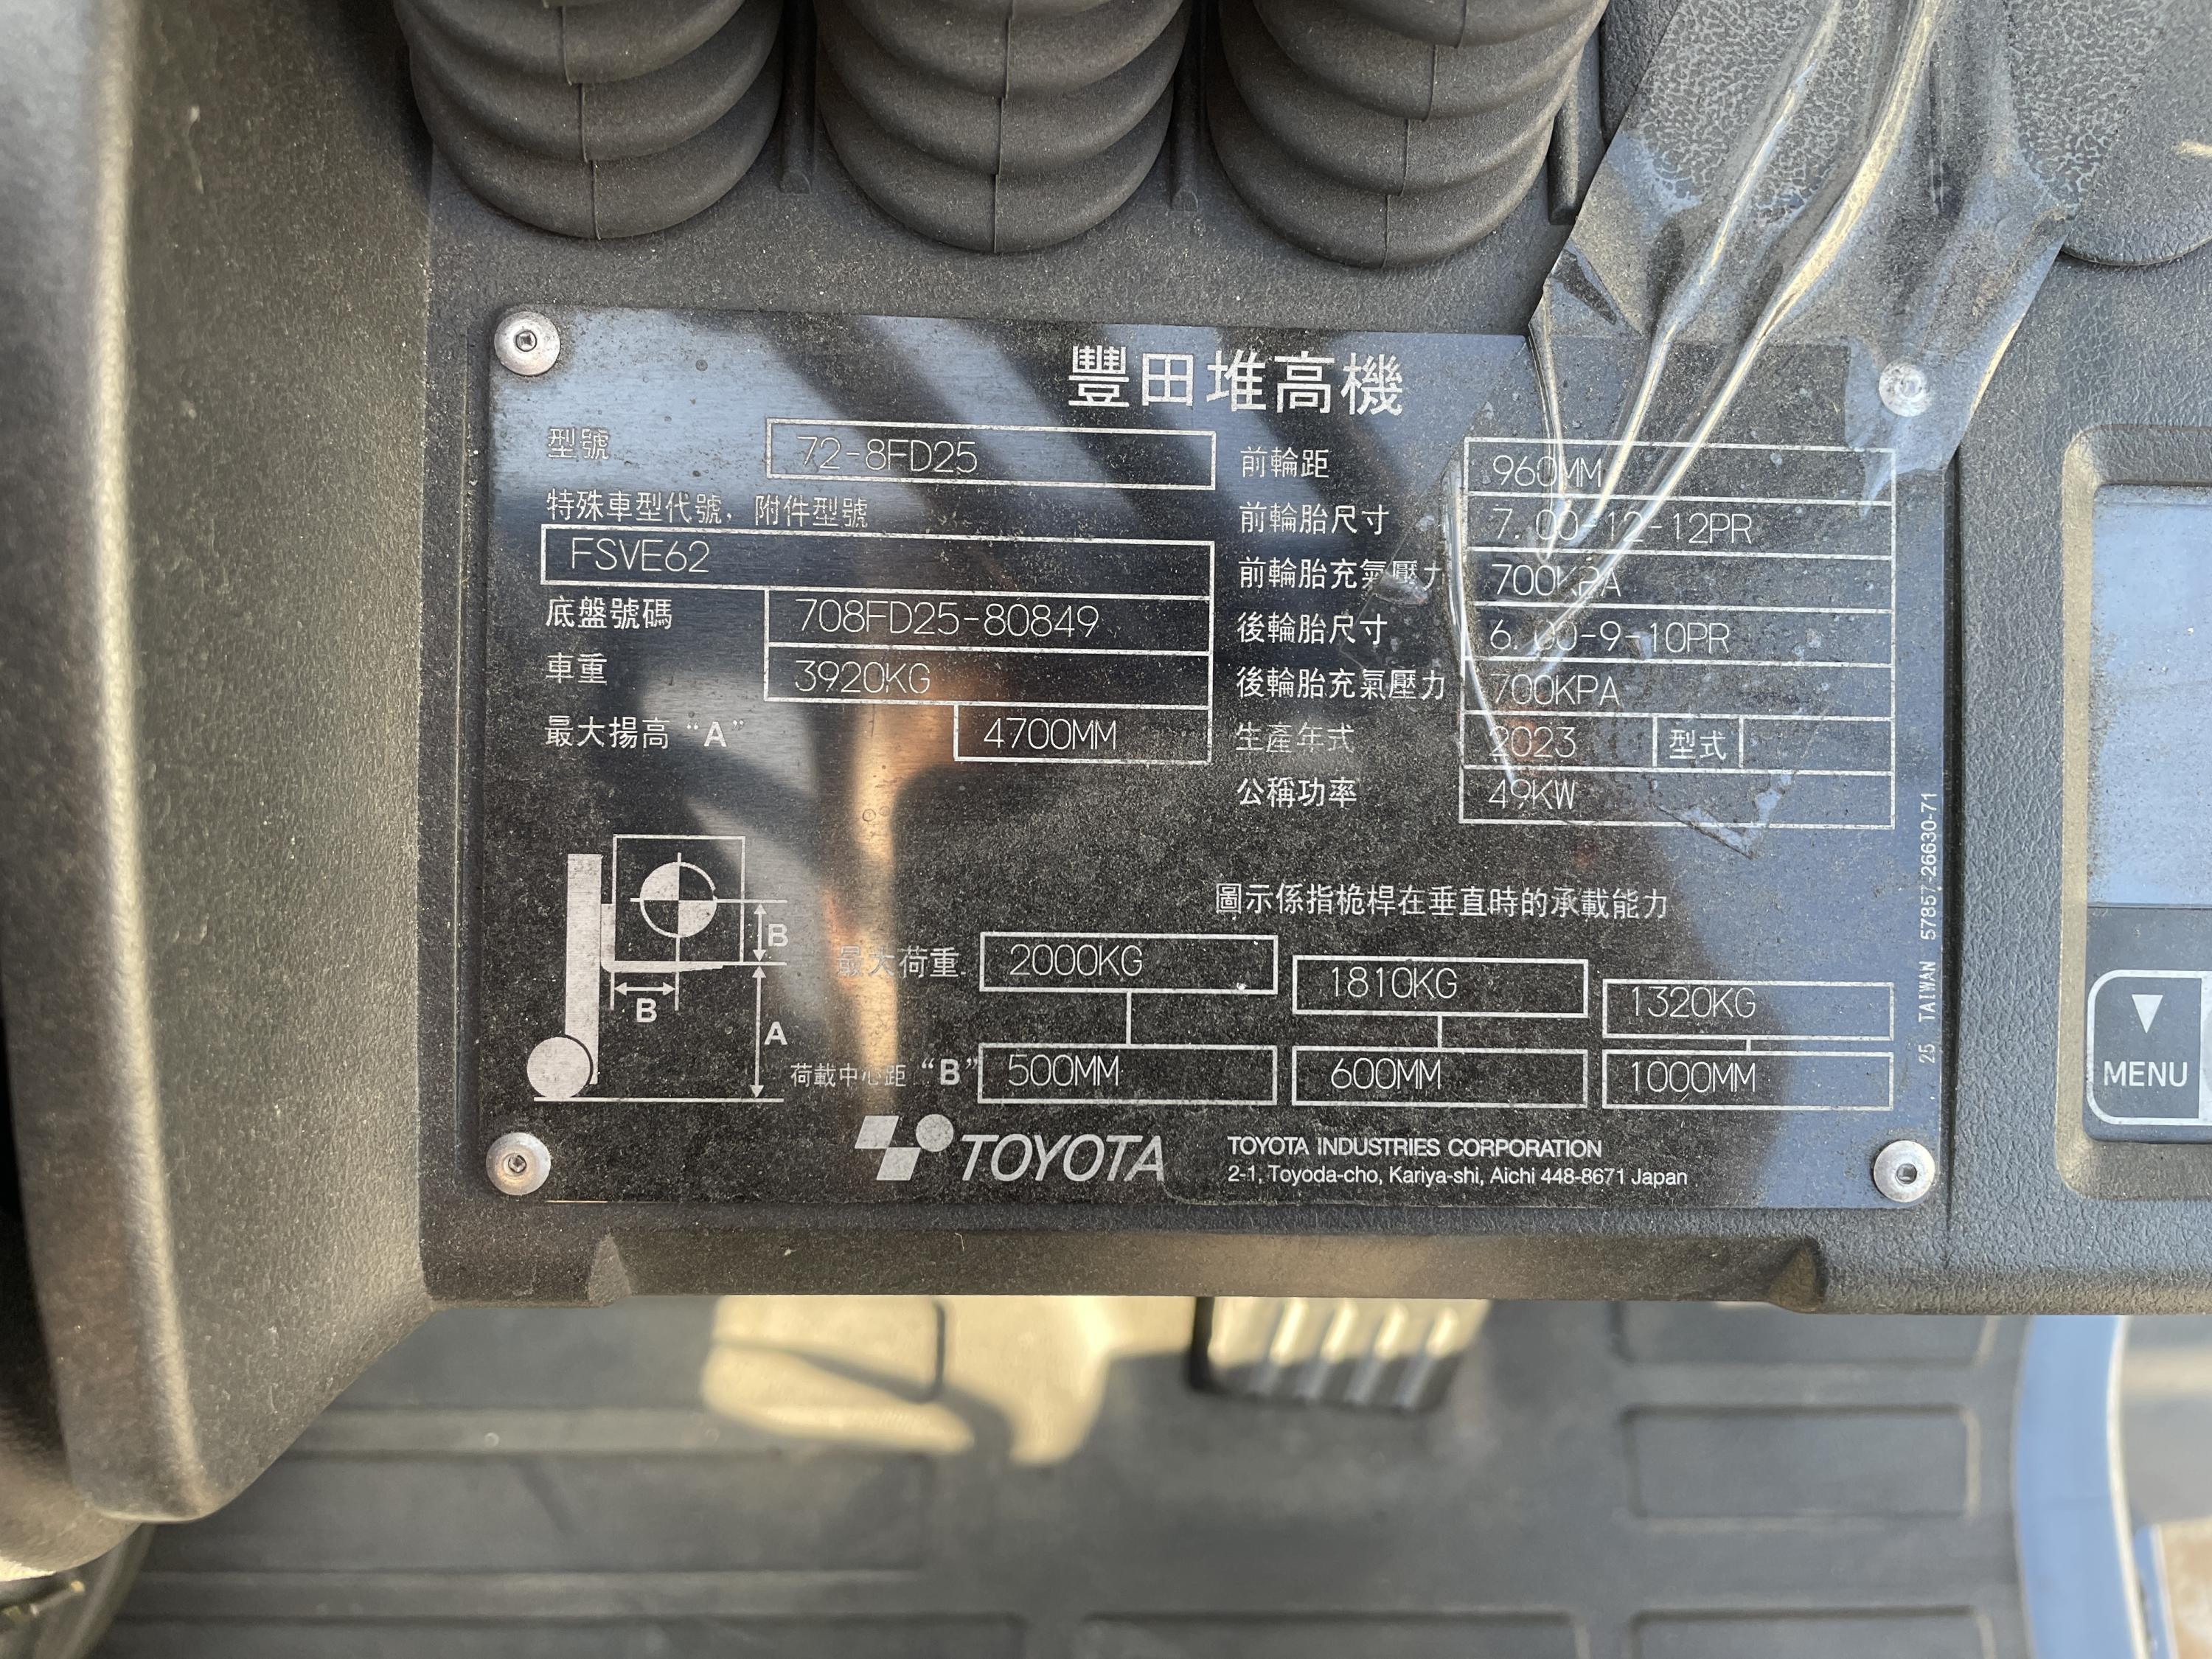 豐田堆高機
型號 72-8FD25
特殊車型代號，附件型號
FSVE62
底盤號碼 708FD25-80849
車重 3920KG
最大揚高 “A” 4700MM
前輪距 960MM
前輪胎尺寸 7.00-12-12PR
前輪胎充氣壓力 700KPA
後輪胎尺寸 6.00-9-10PR
後輪胎充氣壓力 700KPA
生產年式 2023 型式
公稱功率 49KW
圖示係指桅桿在垂直時的承載能力
B
B
A
最大荷重 2000KG 1810KG 1320KG
荷載中心距 “B” 500MM 600MM 1000MM
TOYOTA
TOYOTA INDUSTRIES CORPORATION
2-1, Toyoda-cho, Kariya-shi, Aichi 448-8671 Japan
25 TAIWAN 57857-26630-71
MENU